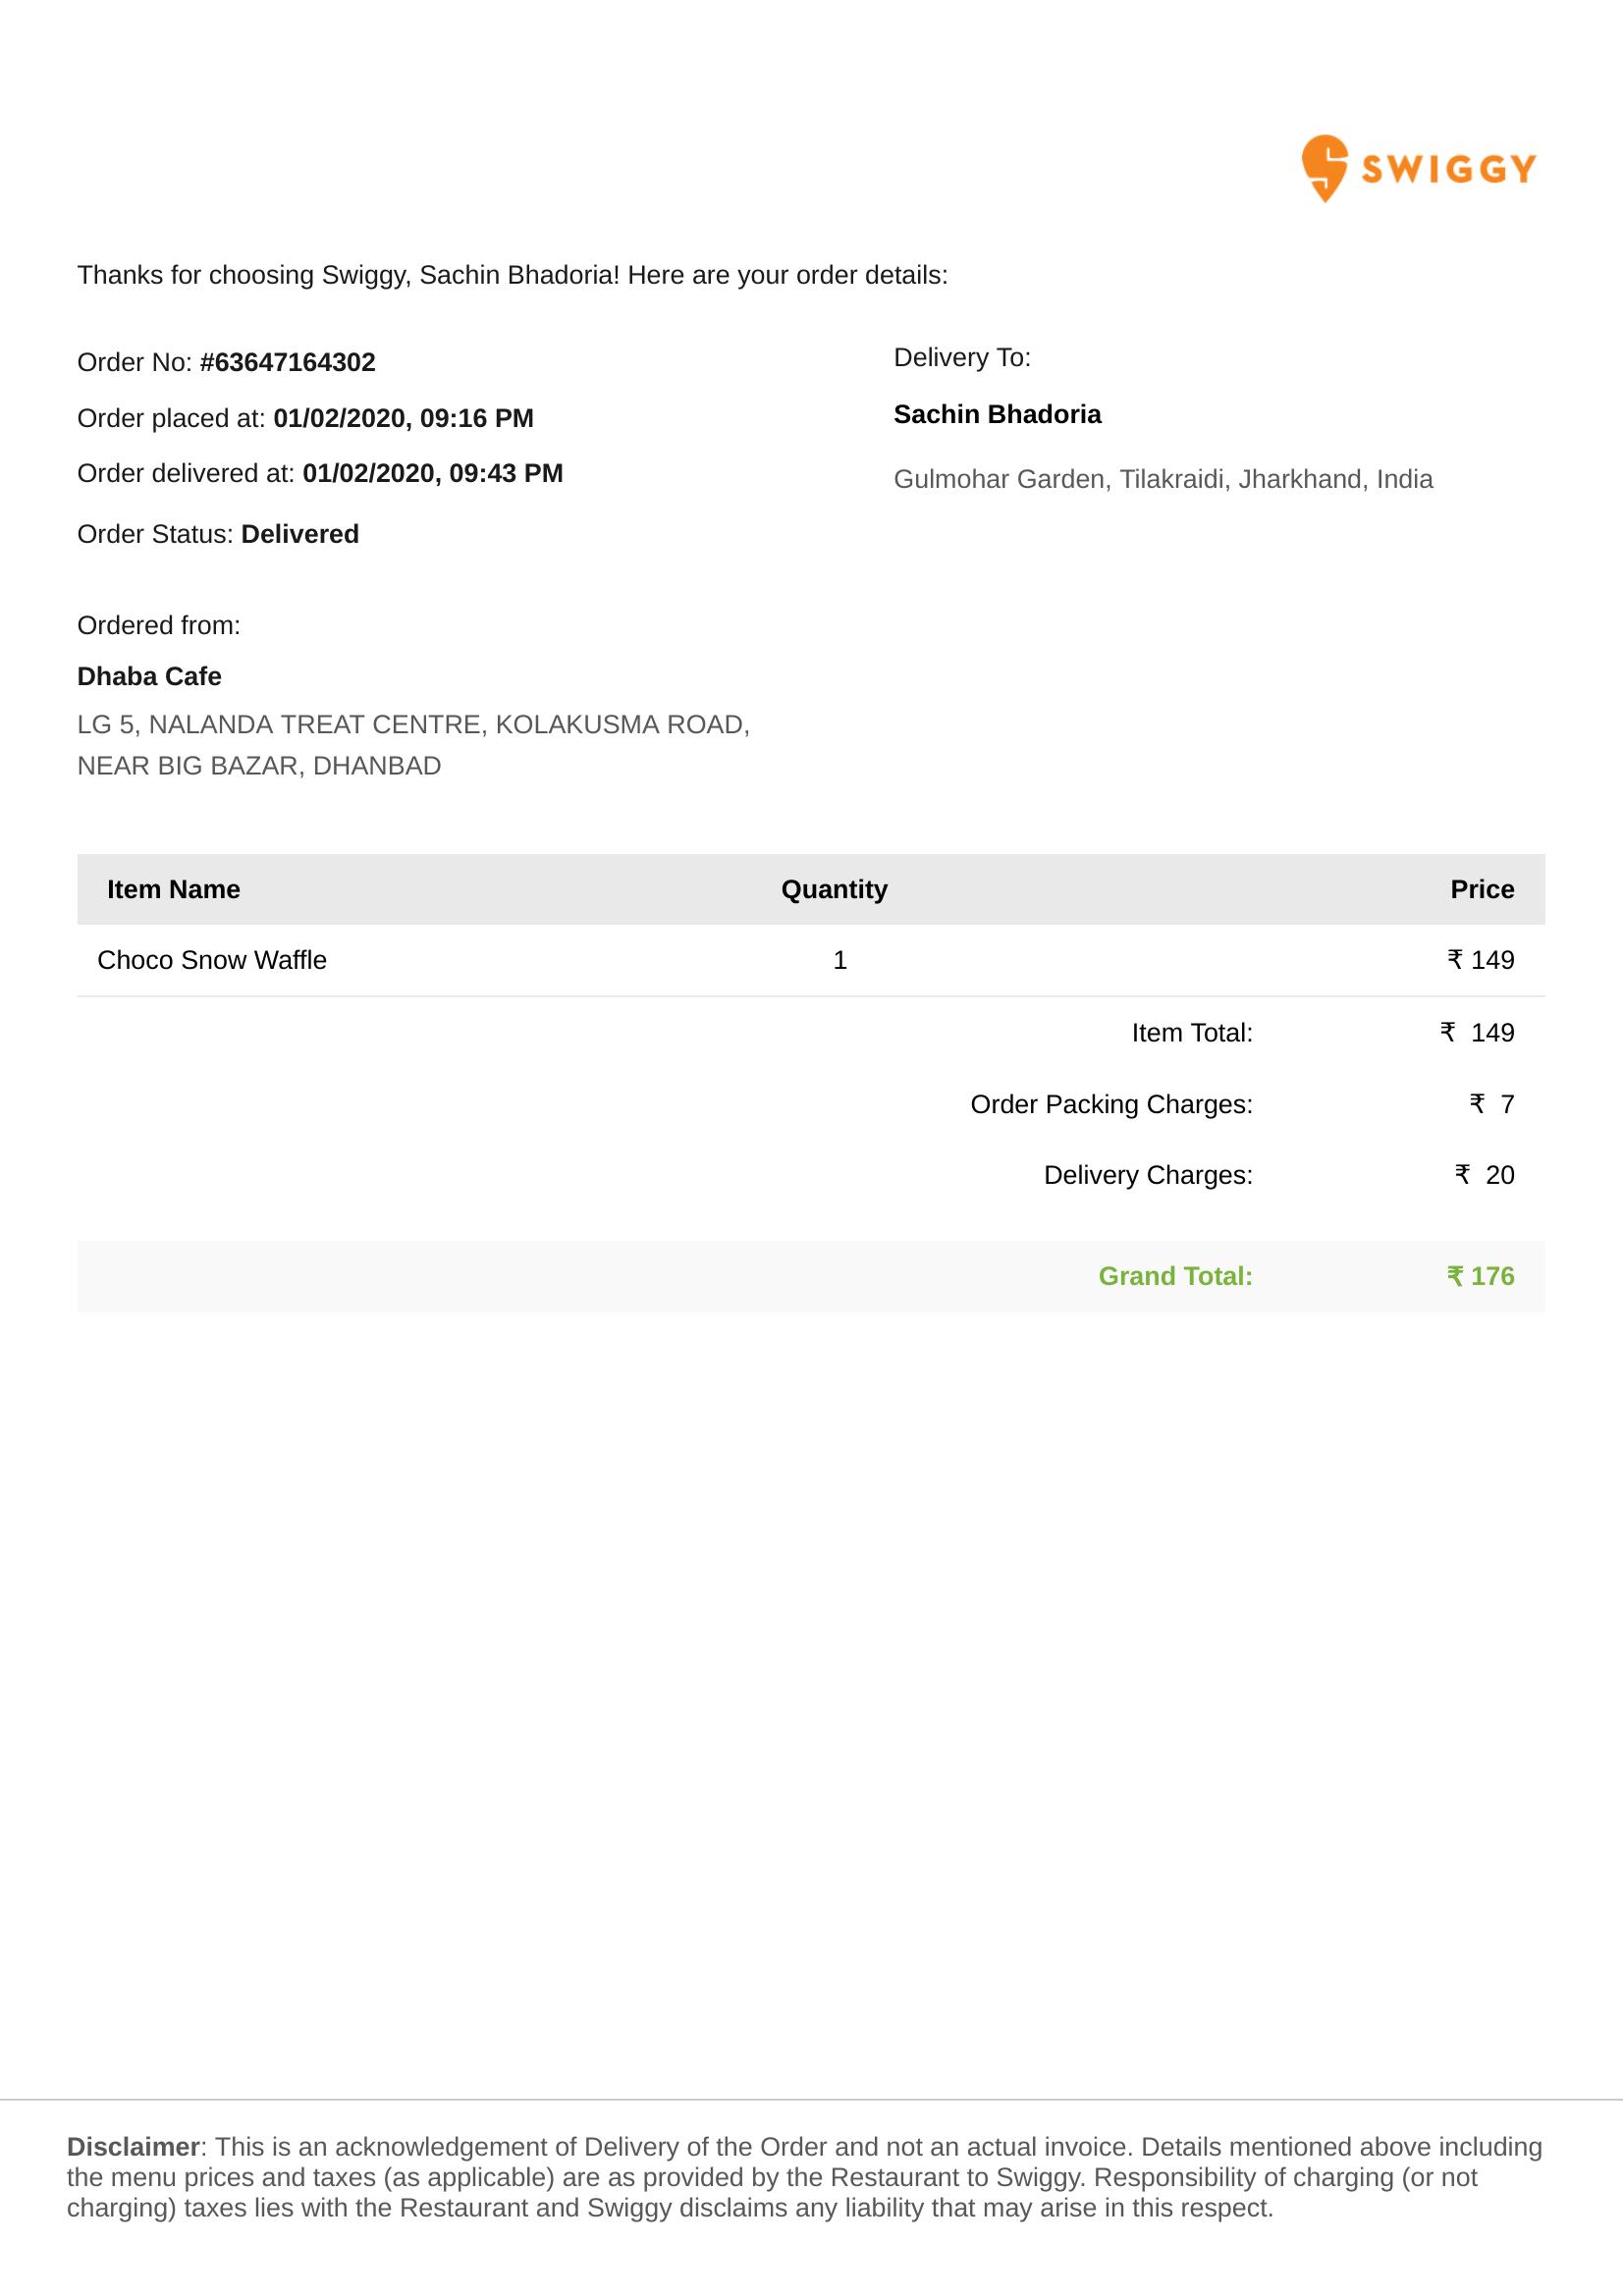 SWIGGY
Thanks for choosing Swiggy, Sachin Bhadoria! Here are your order details:
Order No: #63647164302
Order placed at: 01/02/2020, 09:16 PM
Order delivered at: 01/02/2020, 09:43 PM
Order Status: Delivered
Delivery To:
Sachin Bhadoria
Gulmohar Garden, Tilakraidi, Jharkhand, India
Ordered from:
Dhaba Cafe
LG 5, NALANDA TREAT CENTRE, KOLAKUSMA ROAD,
NEAR BIG BAZAR, DHANBAD
Item Name Quantity Price
Choco Snow Waffle 1 ₹ 149
Item Total: ₹ 149
Order Packing Charges: ₹ 7
Delivery Charges: ₹ 20
Grand Total: ₹ 176
Disclaimer: This is an acknowledgement of Delivery of the Order and not an actual invoice. Details mentioned above including
the menu prices and taxes (as applicable) are as provided by the Restaurant to Swiggy. Responsibility of charging (or not
charging) taxes lies with the Restaurant and Swiggy disclaims any liability that may arise in this respect.